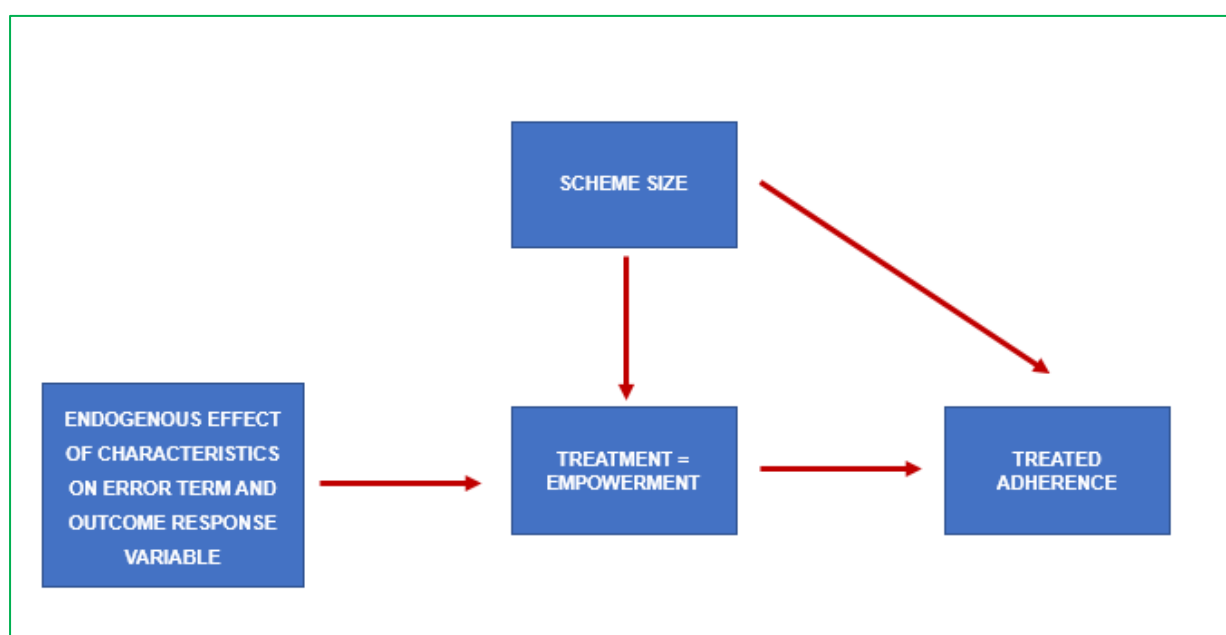 SCHEME SIZE
ENDOGENOUS EFFECT
OF CHARACTERISTICS
ON ERROR TERM AND
OUTCOME RESPONSE
VARIABLE
TREATMENT =
EMPOWERMENT
TREATED
ADHERENCE